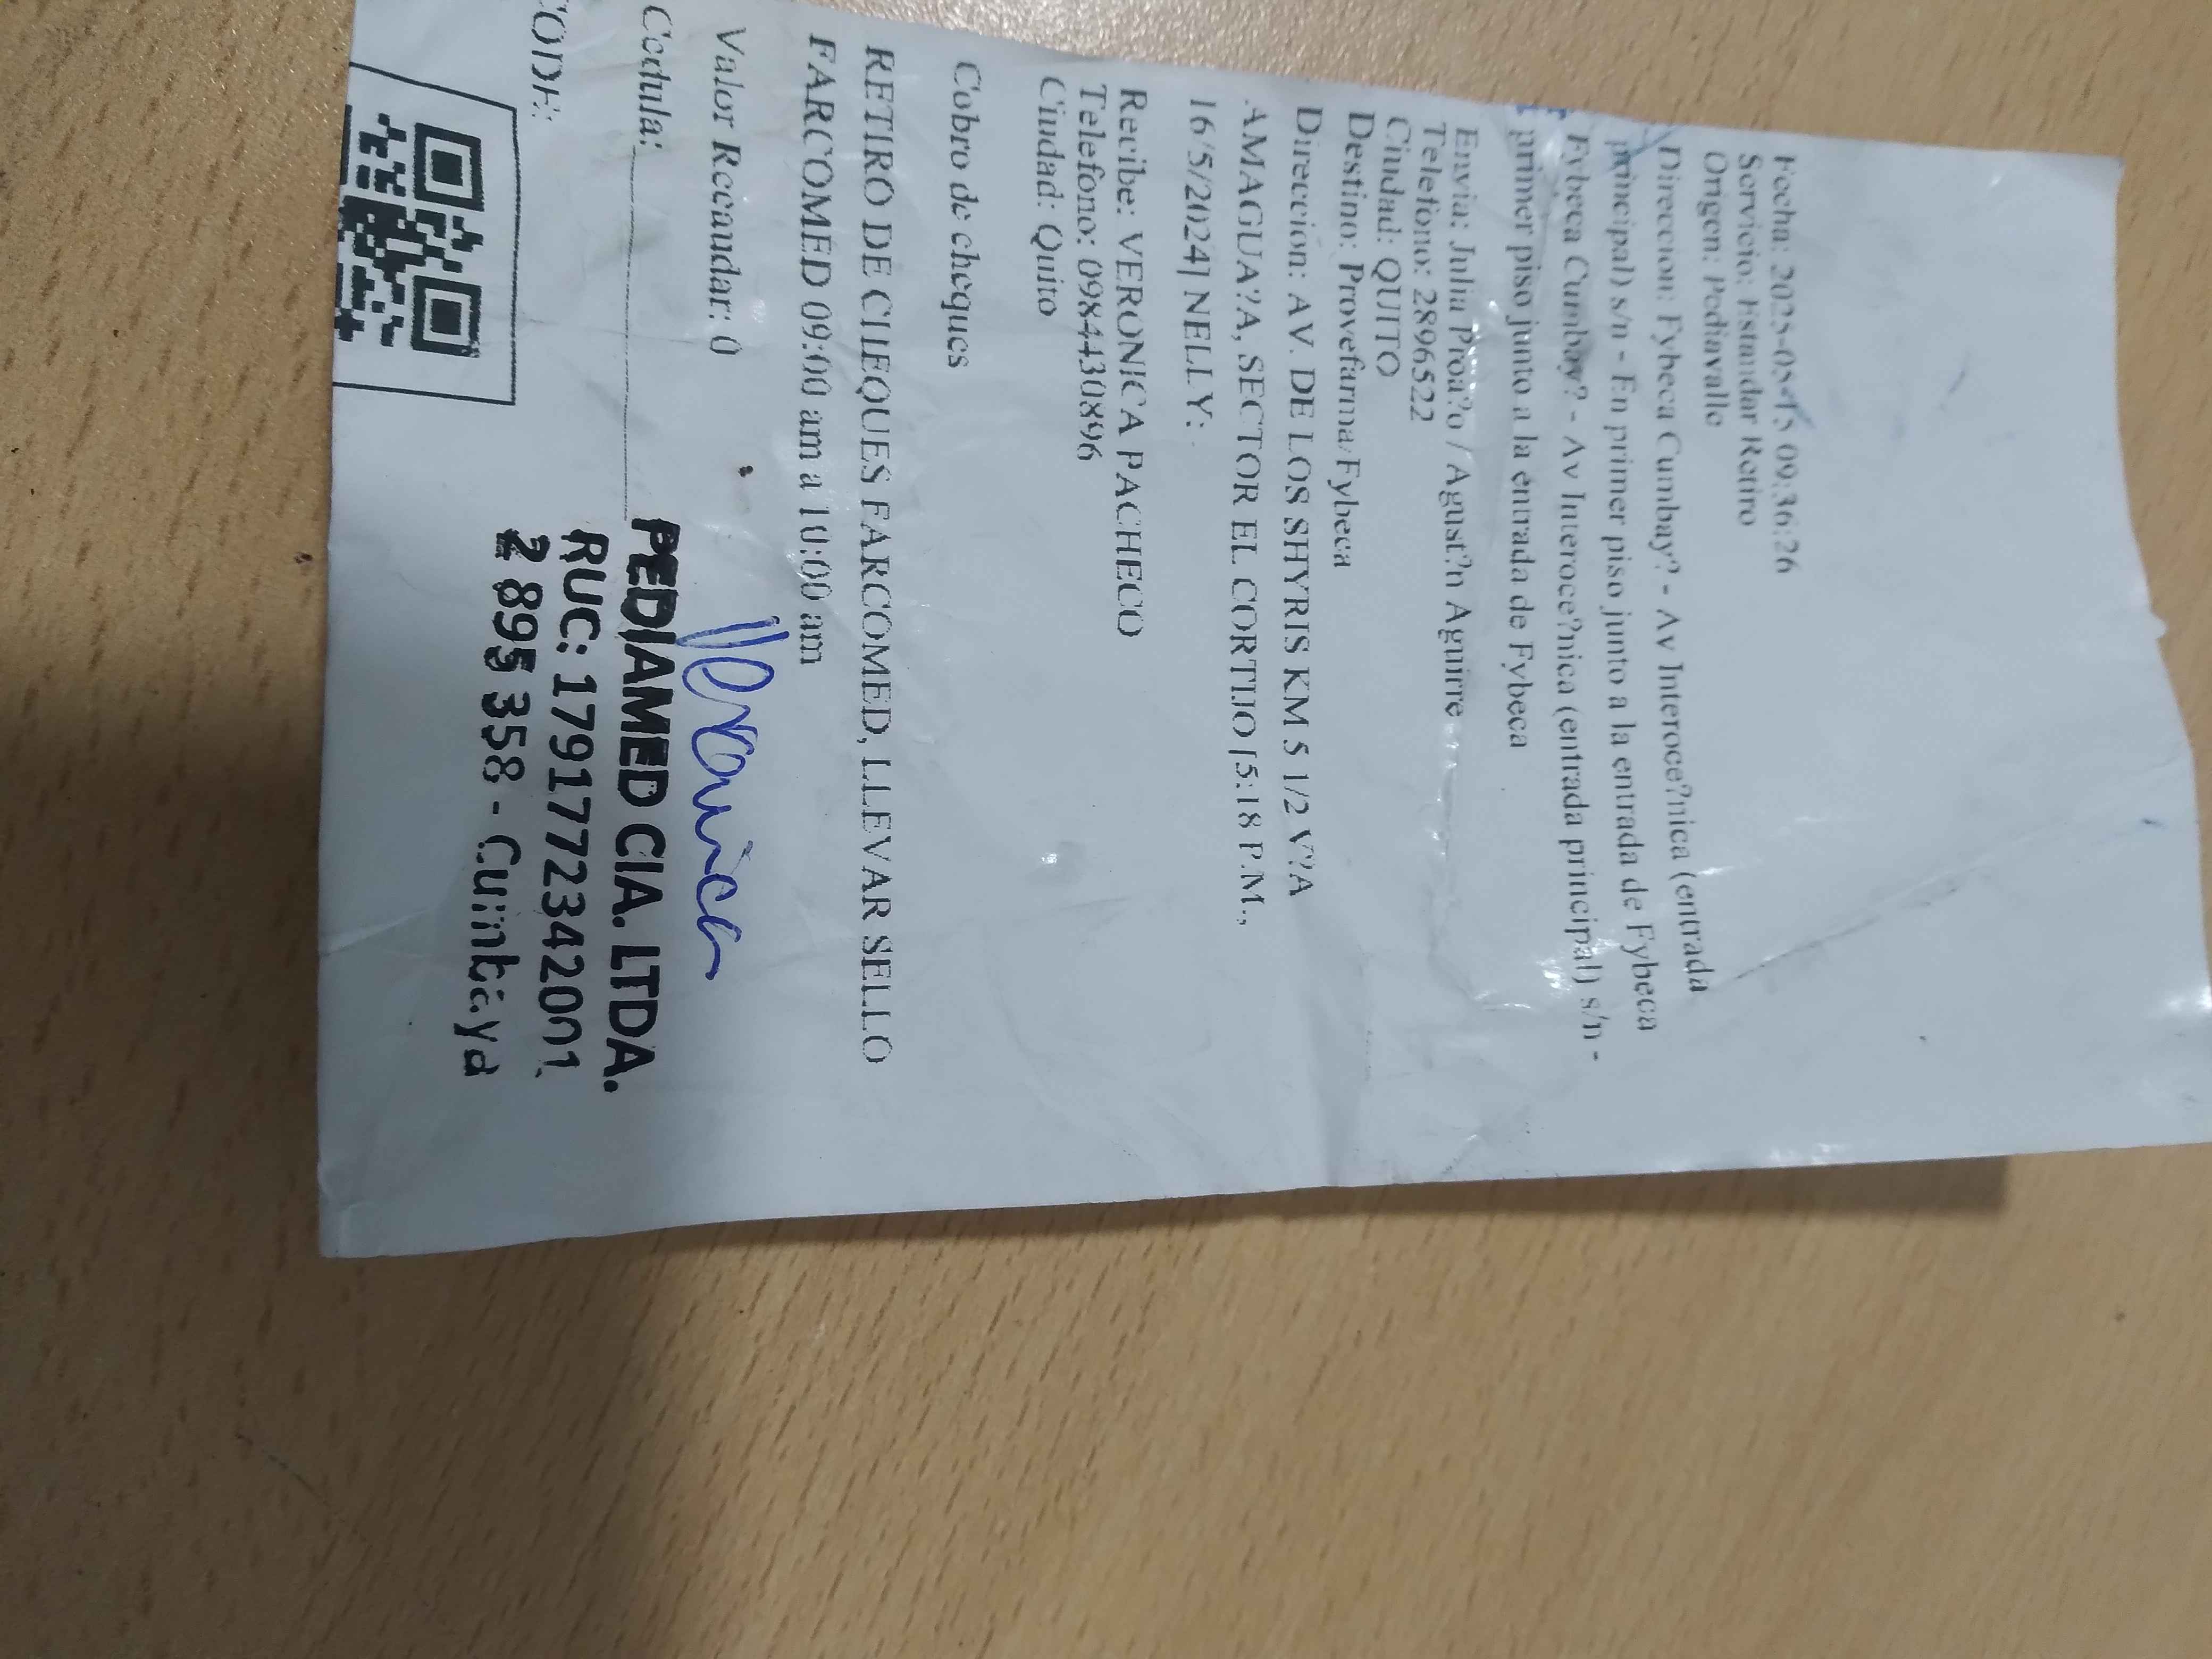 Fecha: 2025-05-15 09:36:26
Servicio: Estandar Retiro
Origen: Pediavalle
Direccion: Fybeca Cumbay? - Av Interoce?nica (entrada
principal) s/n - En primer piso junto a la entrada de Fybeca
Fybeca Cumbay? - Av Interoce?nica (entrada principal) s/n -
primer piso junto a la entrada de Fybeca
Envia: Julia Proa?o / Agust?n Aguirre
Telefono: 2896522
Ciudad: QUITO
Destino: Provefarma/Fybeca
Direccion: AV. DE LOS SHYRIS KM 5 1/2 V?A
AMAGUA?A, SECTOR EL CORTIJO [5:18 P.M.,
16/5/2024] NELLY:
Recibe: VERONICA PACHECO
Telefono: 0984430896
Ciudad: Quito
Cobro de cheques
RETIRO DE CHEQUES FARCOMED, LLEVAR SELLO
FARCOMED 09:00 am a 10:00 am
Valor Recaudar: 0
Veronica
Cedula:
PEDIAMED CIA. LTDA.
RUC: 1791772342001
2 895 358 - Cumbaya